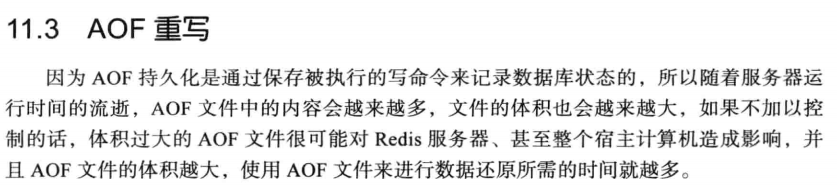 11.3 AOF 重写
因为 AOF 持久化是通过保存被执行的写命令来记录数据库状态的，所以随着服务器运
行时间的流逝，AOF 文件中的内容会越来越多，文件的体积也会越来越大，如果不加以控
制的话，体积过大的 AOF 文件很可能对 Redis 服务器、甚至整个宿主计算机造成影响，并
且 AOF 文件的体积越大，使用 AOF 文件来进行数据还原所需的时间就越多。